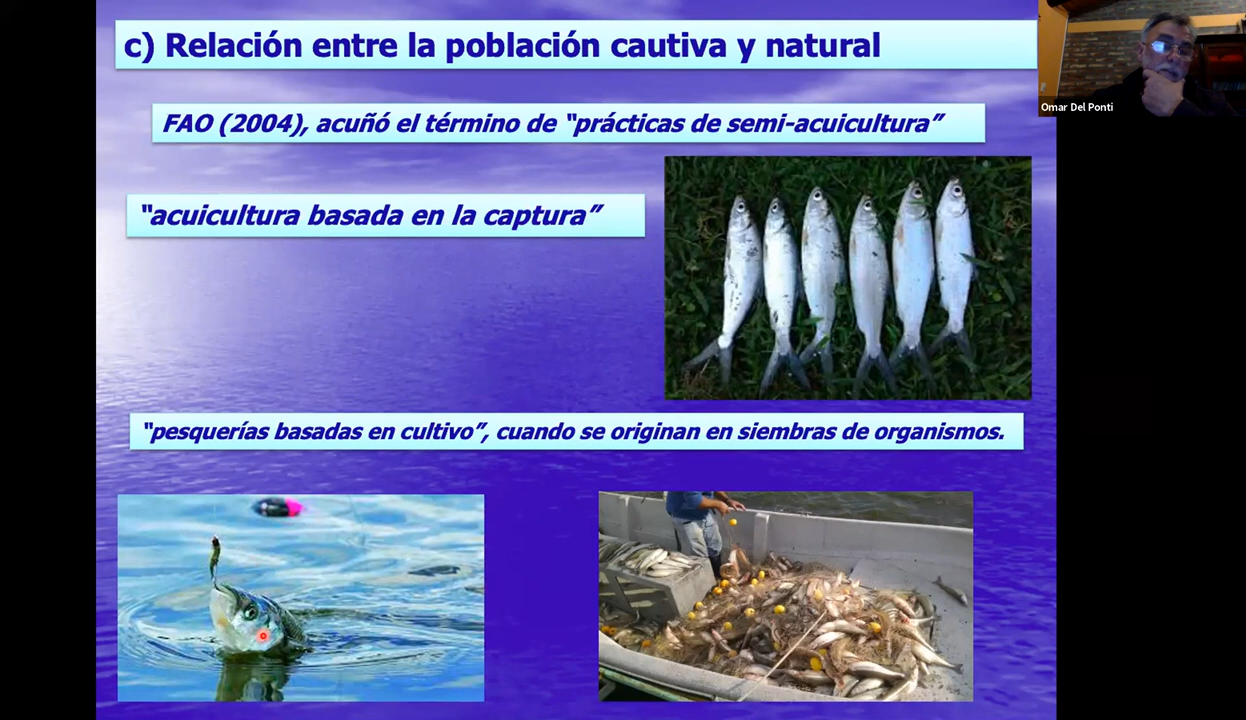 c) Relación entre la población cautiva y natural
Omar Del Ponti
FAO (2004), acuñó el término de “prácticas de semi-acuicultura”
“acuicultura basada en la captura”
“pesquerías basadas en cultivo”, cuando se originan en siembras de organismos.